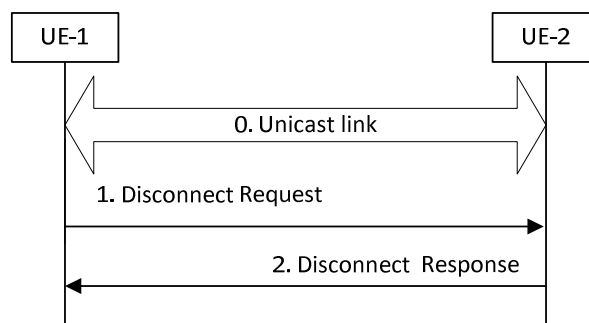 UE-1
UE-2
0. Unicast link
1. Disconnect Request
2. Disconnect Response